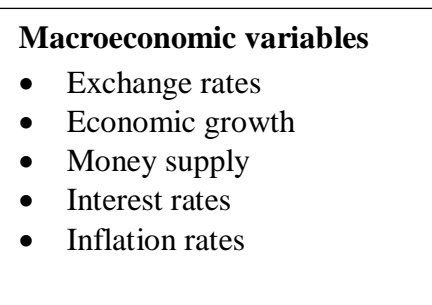 Macroeconomic variables
• Exchange rates
• Economic growth
• Money supply
• Interest rates
• Inflation rates